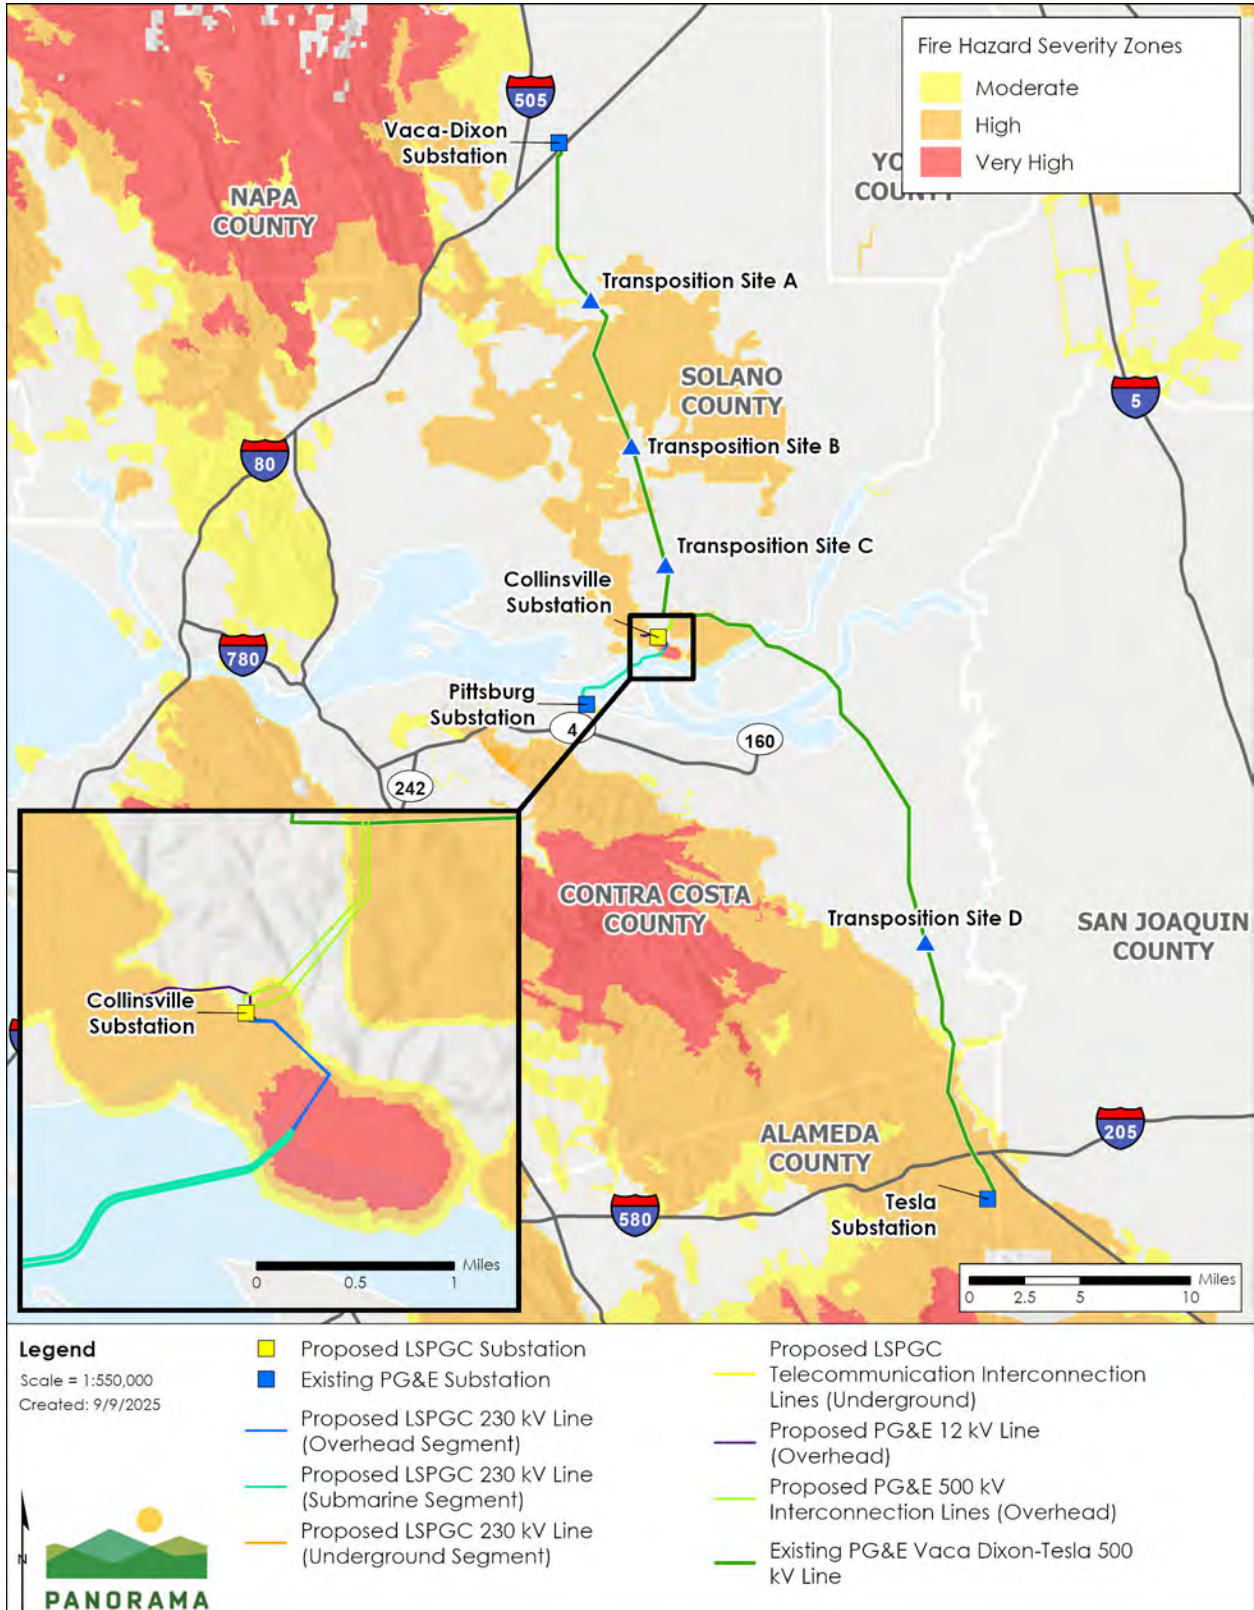 Fire Hazard Severity Zones
Moderate
High
Very High
505
Vaca-Dixon
Substation
NAPA
COUNTY
YO
COUNTY
Transposition Site A
SOLANO
COUNTY
5
Transposition Site B
80
Transposition Site C
Collinsville
Substation
780
Pittsburg
Substation
4
160
242
CONTRA COSTA
COUNTY
Transposition Site D
SAN JOAQUIN
COUNTY
Collinsville
Substation
ALAMEDA
COUNTY
205
Tesla
Substation
580
0 0.5 1 Miles
0 2.5 5 10 Miles
Legend
Scale = 1:550,000
Created: 9/9/2025
N
PANORAMA
Proposed LSPGC Substation
Existing PG&E Substation
Proposed LSPGC 230 kV Line
(Overhead Segment)
Proposed LSPGC 230 kV Line
(Submarine Segment)
Proposed LSPGC 230 kV Line
(Underground Segment)
Proposed LSPGC
Telecommunication Interconnection
Lines (Underground)
Proposed PG&E 12 kV Line
(Overhead)
Proposed PG&E 500 kV
Interconnection Lines (Overhead)
Existing PG&E Vaca Dixon-Tesla 500
kV Line